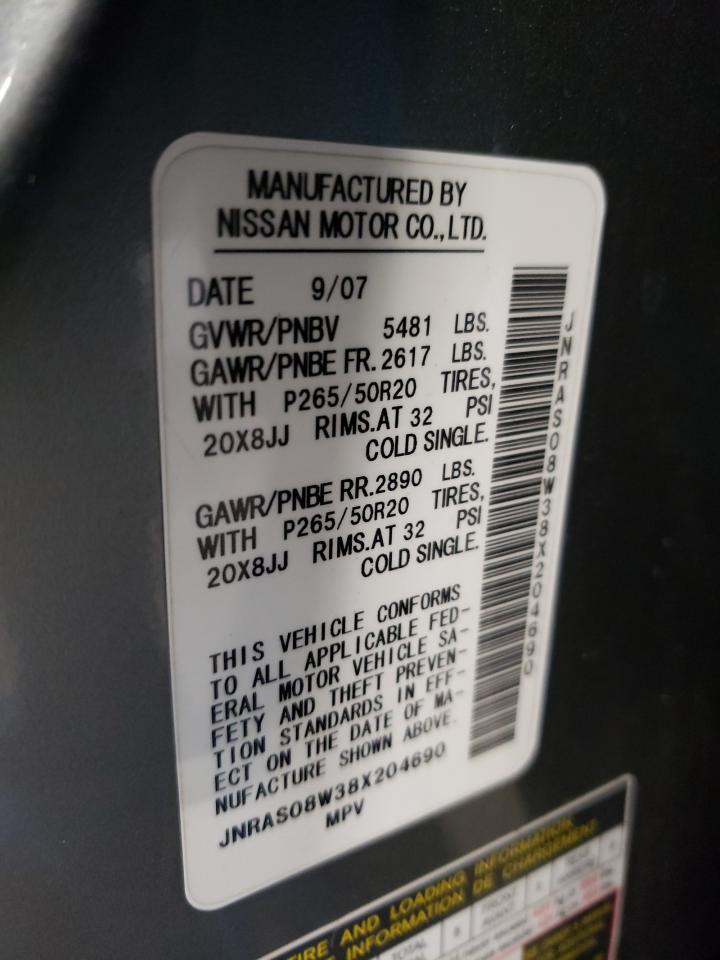 MANUFACTURED BY
NISSAN MOTOR CO.,LTD.
DATE 9/07
GVWR/PNBV 5481 LBS.
GAWR/PNBE FR. 2617 LBS.
WITH P265/50R20 TIRES,
20X8JJ RIMS.AT 32 PSI
COLD SINGLE.
GAWR/PNBE RR.2890 LBS.
WITH P265/50R20 TIRES,
20X8JJ RIMS.AT 32 PSI
COLD SINGLE.
THIS VEHICLE CONFORMS
TO ALL APPLICABLE FED-
ERAL MOTOR VEHICLE SA-
FETY AND THEFT PREVEN-
TION STANDARDS IN EFF-
ECT ON THE DATE OF MA-
NUFACTURE SHOWN ABOVE.
JNRAS08W38X204690
MPV
JNRAS08W38X204690
TIRE AND LOADING INFORMATION
INFORMATION DE CHARGEMENT
TOTAL
FRONT